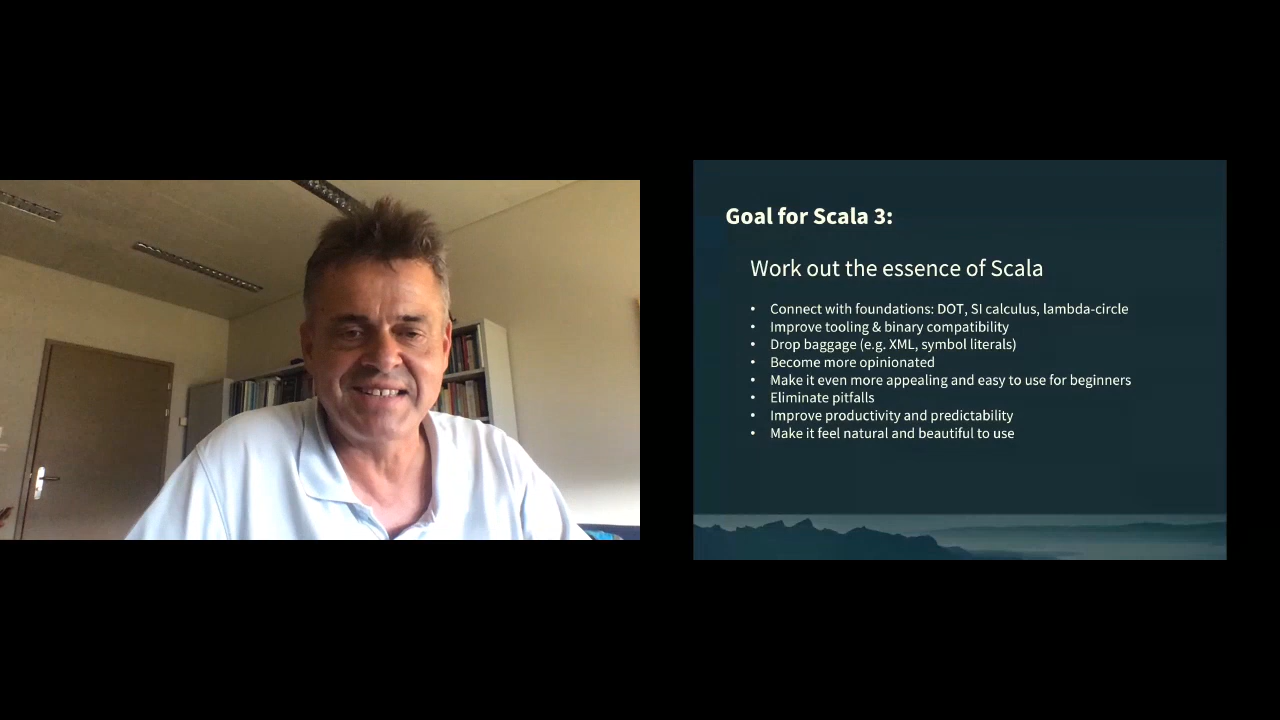 Goal for Scala 3:
Work out the essence of Scala
• Connect with foundations: DOT, SI calculus, lambda-circle
• Improve tooling & binary compatibility
• Drop baggage (e.g. XML, symbol literals)
• Become more opinionated
• Make it even more appealing and easy to use for beginners
• Eliminate pitfalls
• Improve productivity and predictability
• Make it feel natural and beautiful to use